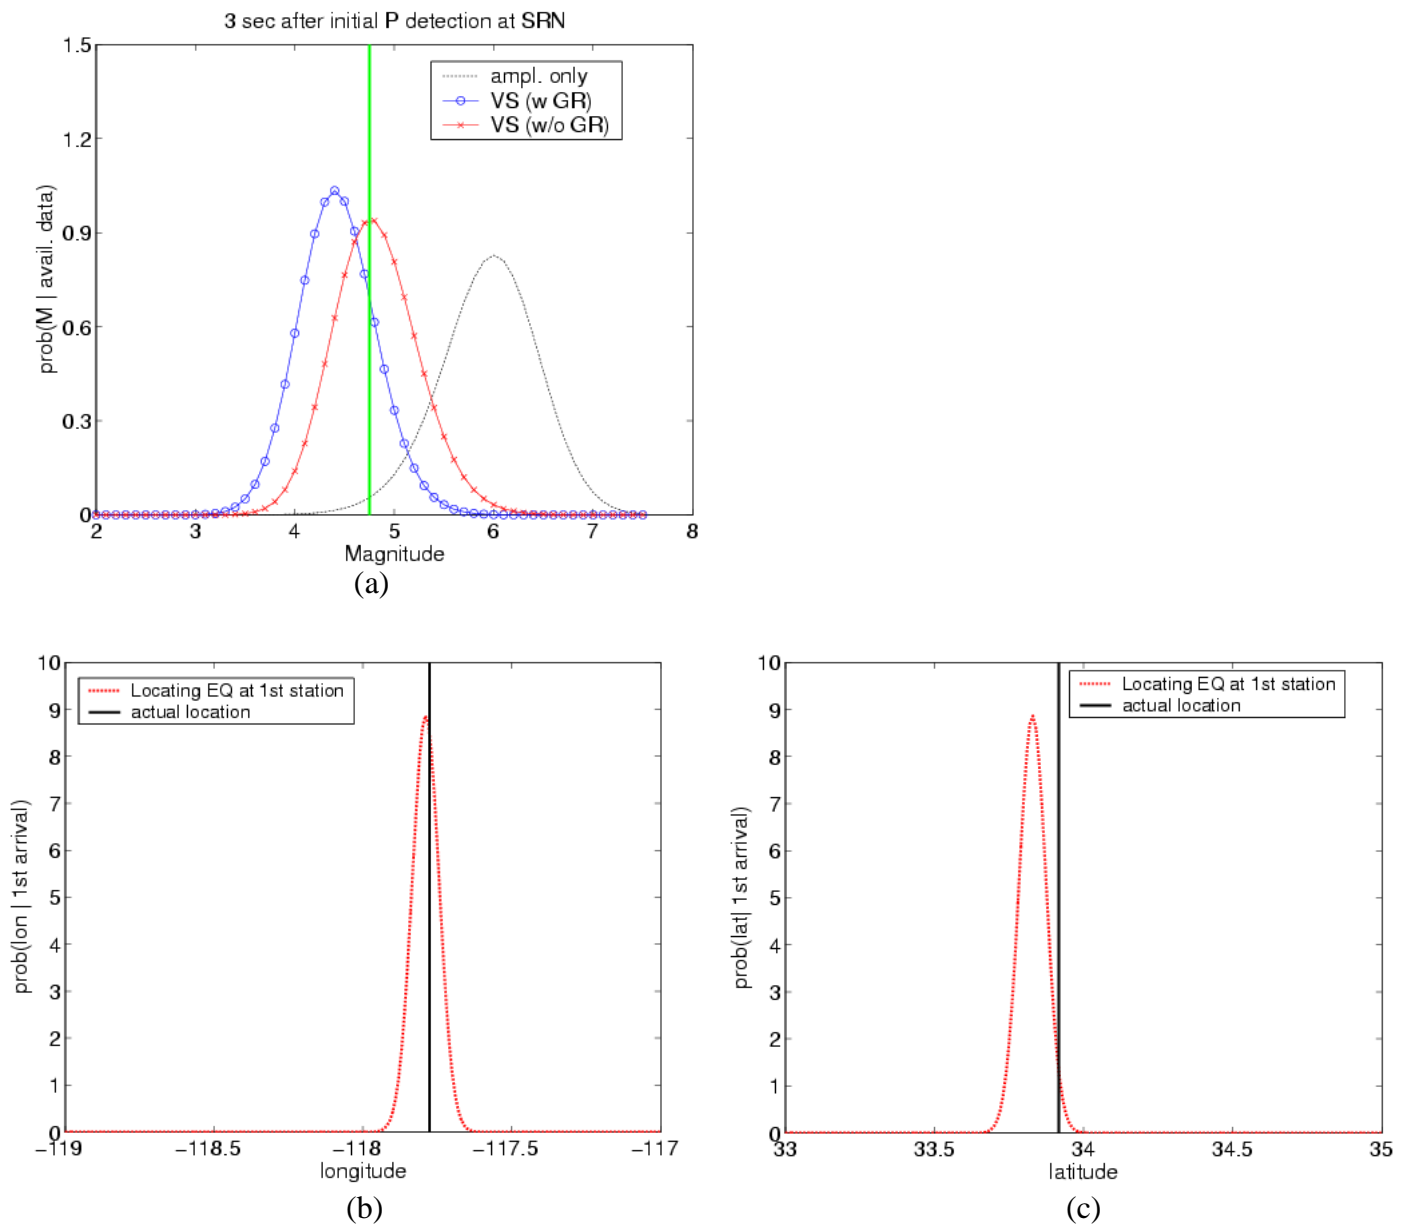 3 sec after initial P detection at SRN
1.5
1.2
0.9
0.6
0.3
0
prob(M | avail. data)
ampl. only
VS (w GR)
VS (w/o GR)
2 3 4 5 6 7 8
Magnitude
(a)
10
9
8
7
6
5
4
3
2
1
0
prob(lon | 1st arrival)
Locating EQ at 1st station
actual location
−119 −118.5 −118 −117.5 −117
longitude
(b)
10
9
8
7
6
5
4
3
2
1
0
prob(lat| 1st arrival)
Locating EQ at 1st station
actual location
33 33.5 34 34.5 35
latitude
(c)